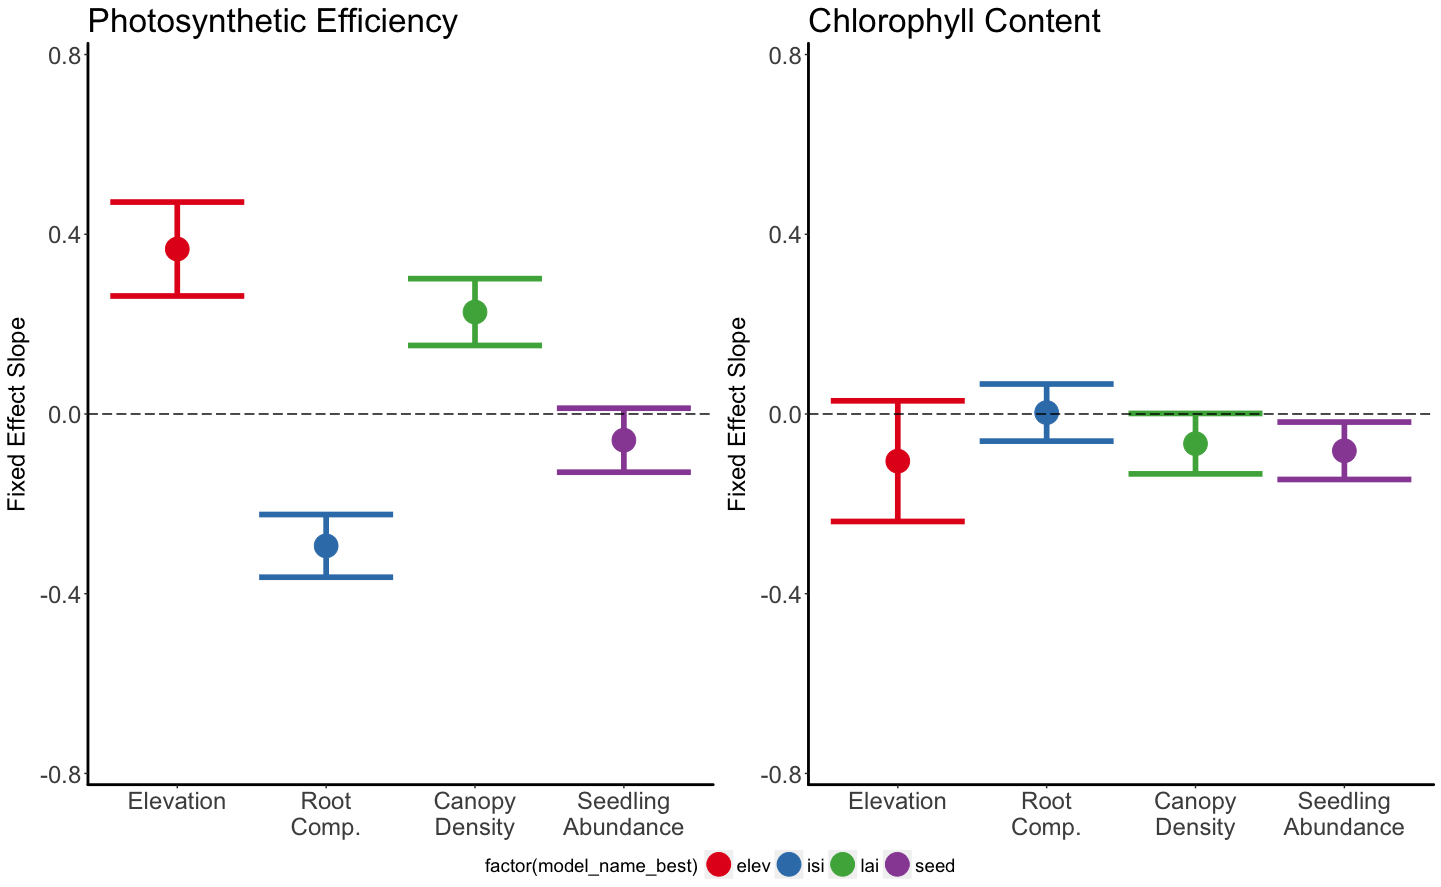 Photosynthetic Efficiency
Fixed Effect Slope
0.8
0.4
0.0
-0.4
-0.8
Elevation
Root
Comp.
Canopy
Density
Seedling
Abundance
Chlorophyll Content
Fixed Effect Slope
0.8
0.4
0.0
-0.4
-0.8
Elevation
Root
Comp.
Canopy
Density
Seedling
Abundance
factor(model_name_best) elev isi lai seed